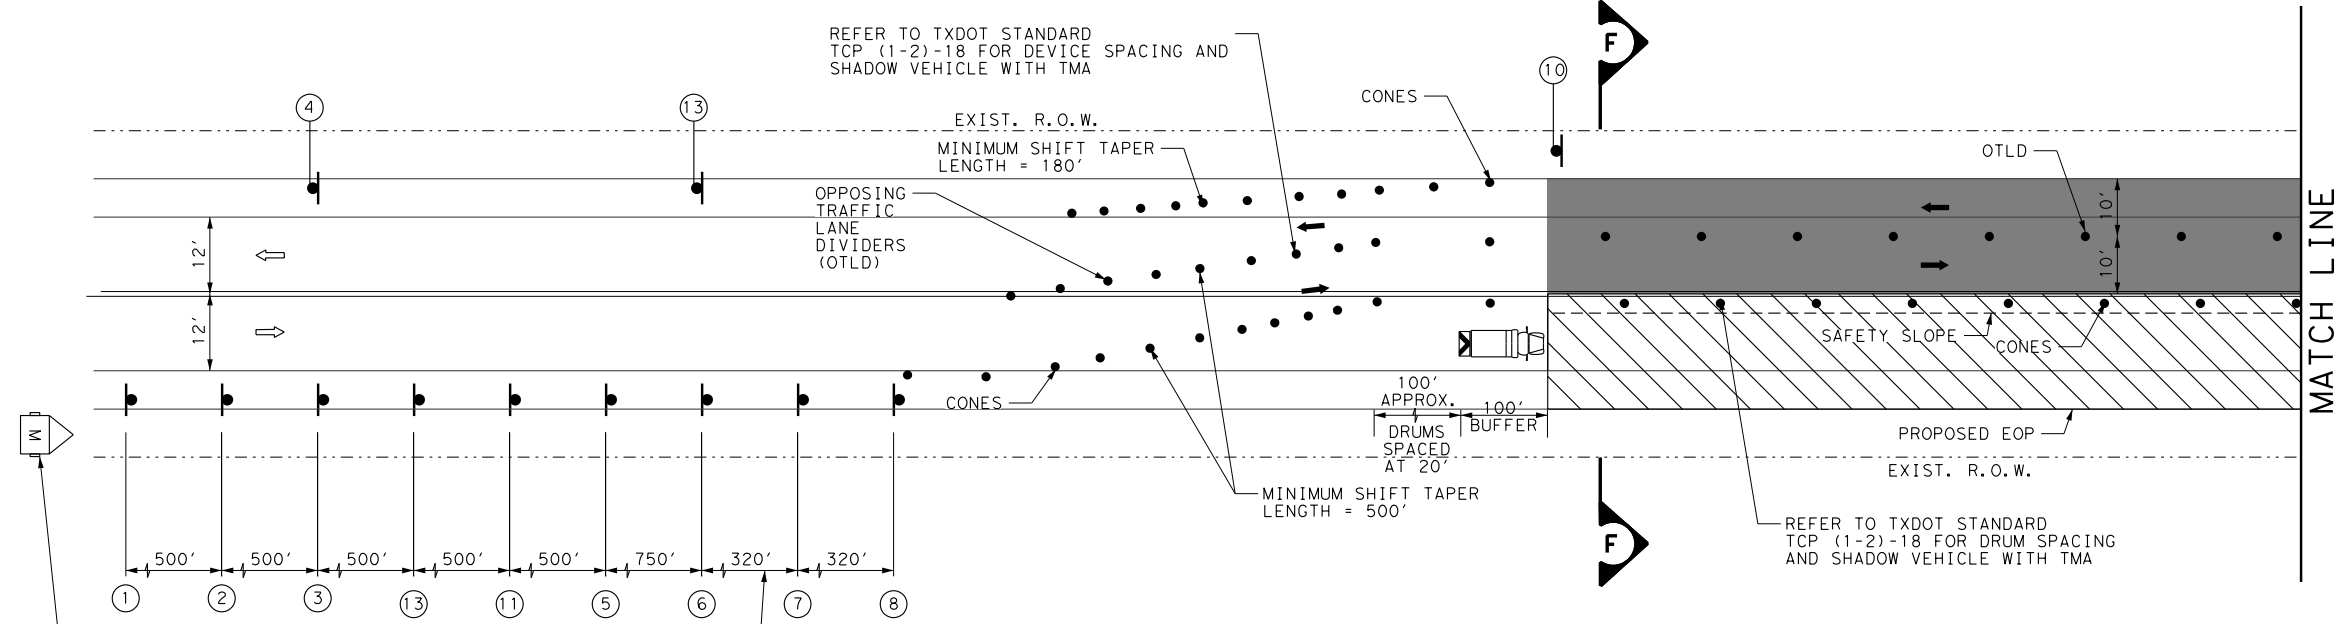 REFER TO TXDOT STANDARD
TCP (1-2)-18 FOR DEVICE SPACING AND
SHADOW VEHICLE WITH TMA
F
10
CONES
4
13
EXIST. R.O.W.
MINIMUM SHIFT TAPER
LENGTH = 180'
OTLD
OPPOSING
TRAFFIC
LANE
DIVIDERS
(OTLD)
10'
10'
12'
12'
MATCH LINE
SAFETY SLOPE
CONES
CONES
100'
APPROX.
100'
BUFFER
DRUMS
SPACED
AT 20'
M
PROPOSED EOP
EXIST. R.O.W.
MINIMUM SHIFT TAPER
LENGTH = 500'
REFER TO TXDOT STANDARD
TCP (1-2)-18 FOR DRUM SPACING
AND SHADOW VEHICLE WITH TMA
F
500' 500' 500' 500' 500' 750' 320' 320'
1 2 3 13 11 5 6 7 8